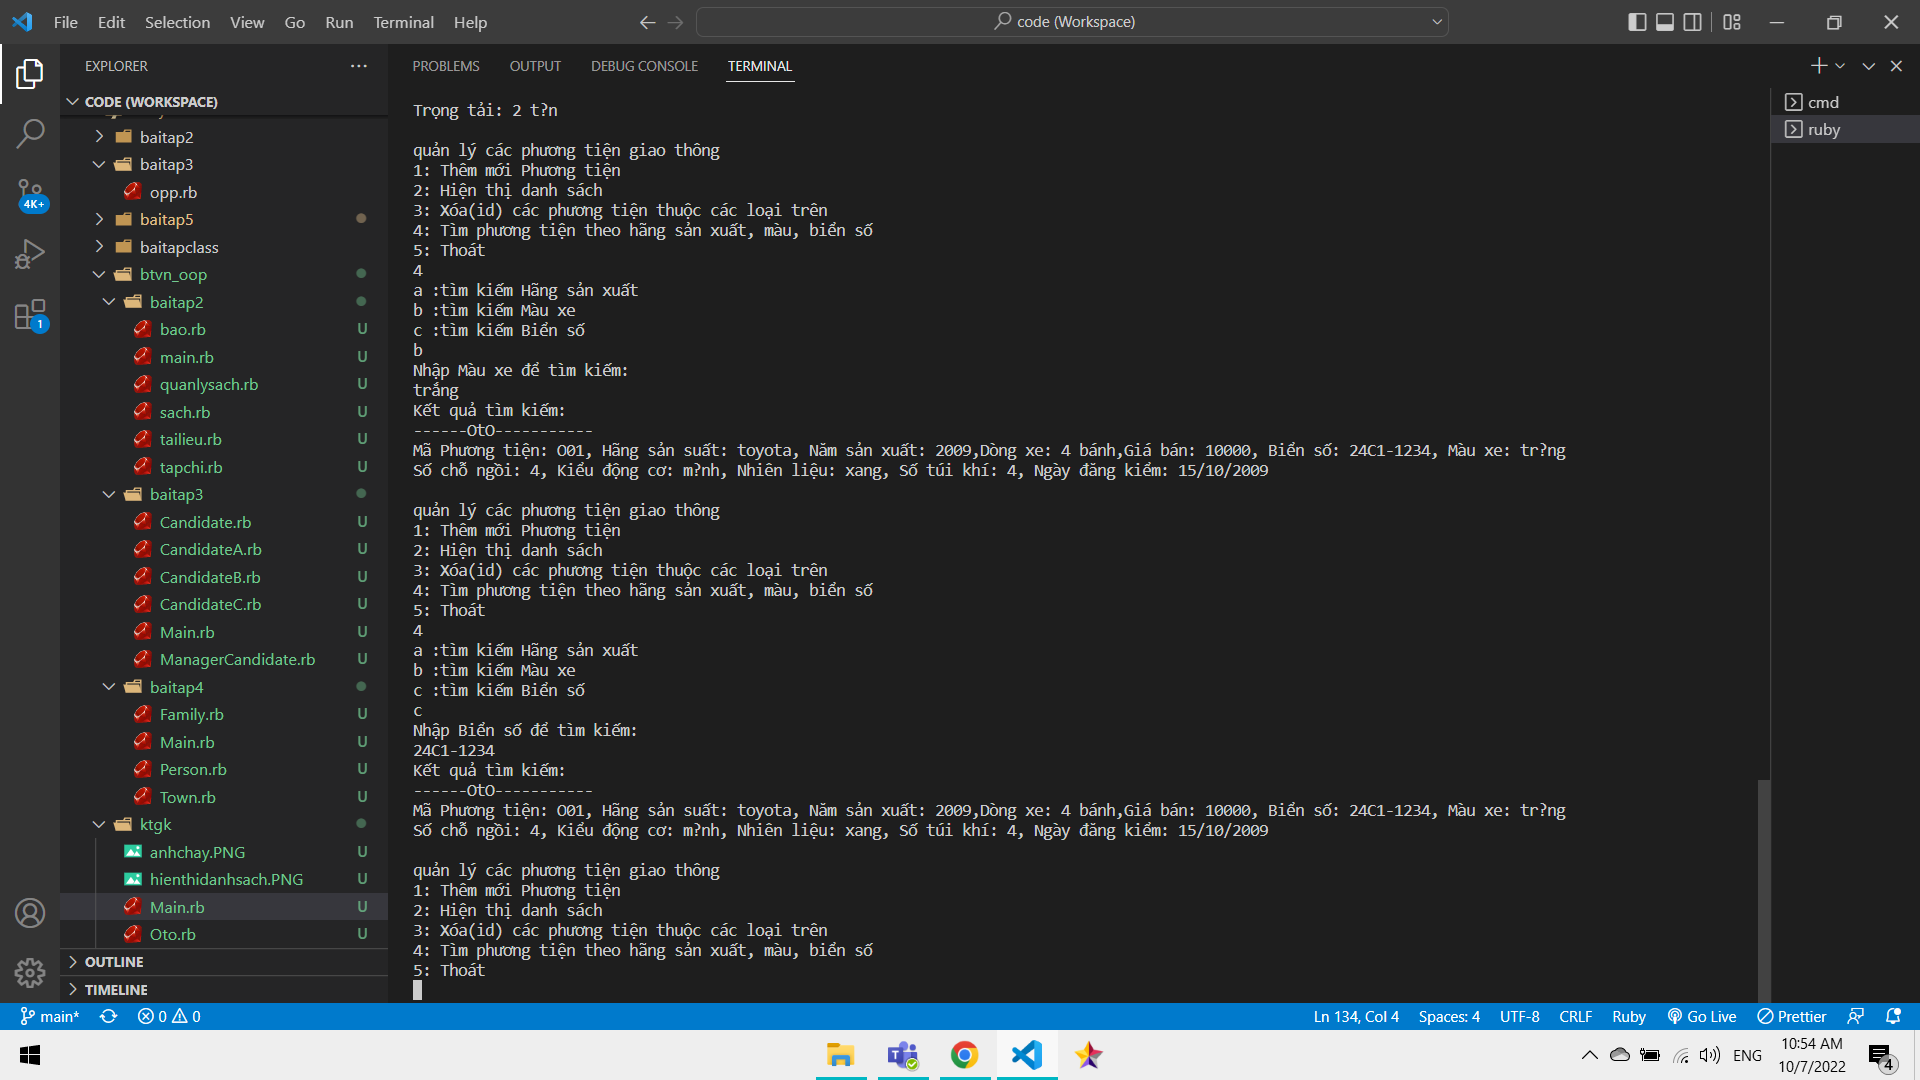 File Edit Selection View Go Run Terminal Help
code (Workspace)
EXPLORER
CODE (WORKSPACE)
baitap2
baitap3
opp.rb
baitap5
baitapclass
btvn_oop
baitap2
bao.rb U
main.rb U
quanlysach.rb U
sach.rb U
tailieu.rb U
tapchi.rb U
baitap3
Candidate.rb U
CandidateA.rb U
CandidateB.rb U
CandidateC.rb U
Main.rb U
ManagerCandidate.rb U
baitap4
Family.rb U
Main.rb U
Person.rb U
Town.rb U
ktgk
anhchay.PNG U
hienthidanhsach.PNG U
Main.rb U
Oto.rb U
OUTLINE
TIMELINE
4K+
1
PROBLEMS OUTPUT DEBUG CONSOLE TERMINAL
Trọng tải: 2 t?n
quản lý các phương tiện giao thông
1: Thêm mới Phương tiện
2: Hiện thị danh sách
3: Xóa(id) các phương tiện thuộc các loại trên
4: Tìm phương tiện theo hãng sản xuất, màu, biển số
5: Thoát
4
a :tìm kiếm Hãng sản xuất
b :tìm kiếm Màu xe
c :tìm kiếm Biển số
b
Nhập Màu xe để tìm kiếm:
trắng
Kết quả tìm kiếm:
------OtO-----------
Mã Phương tiện: O01, Hãng sản suất: toyota, Năm sản xuất: 2009,Dòng xe: 4 bánh,Giá bán: 10000, Biển số: 24C1-1234, Màu xe: tr?ng
Số chỗ ngồi: 4, Kiểu động cơ: m?nh, Nhiên liệu: xang, Số túi khí: 4, Ngày đăng kiểm: 15/10/2009
quản lý các phương tiện giao thông
1: Thêm mới Phương tiện
2: Hiện thị danh sách
3: Xóa(id) các phương tiện thuộc các loại trên
4: Tìm phương tiện theo hãng sản xuất, màu, biển số
5: Thoát
4
a :tìm kiếm Hãng sản xuất
b :tìm kiếm Màu xe
c :tìm kiếm Biển số
c
Nhập Biển số để tìm kiếm:
24C1-1234
Kết quả tìm kiếm:
------OtO-----------
Mã Phương tiện: O01, Hãng sản suất: toyota, Năm sản xuất: 2009,Dòng xe: 4 bánh,Giá bán: 10000, Biển số: 24C1-1234, Màu xe: tr?ng
Số chỗ ngồi: 4, Kiểu động cơ: m?nh, Nhiên liệu: xang, Số túi khí: 4, Ngày đăng kiểm: 15/10/2009
quản lý các phương tiện giao thông
1: Thêm mới Phương tiện
2: Hiện thị danh sách
3: Xóa(id) các phương tiện thuộc các loại trên
4: Tìm phương tiện theo hãng sản xuất, màu, biển số
5: Thoát
cmd
ruby
main* 0 0 Ln 134, Col 4 Spaces: 4 UTF-8 CRLF Ruby Go Live Prettier
ENG
10:54 AM
10/7/2022
4